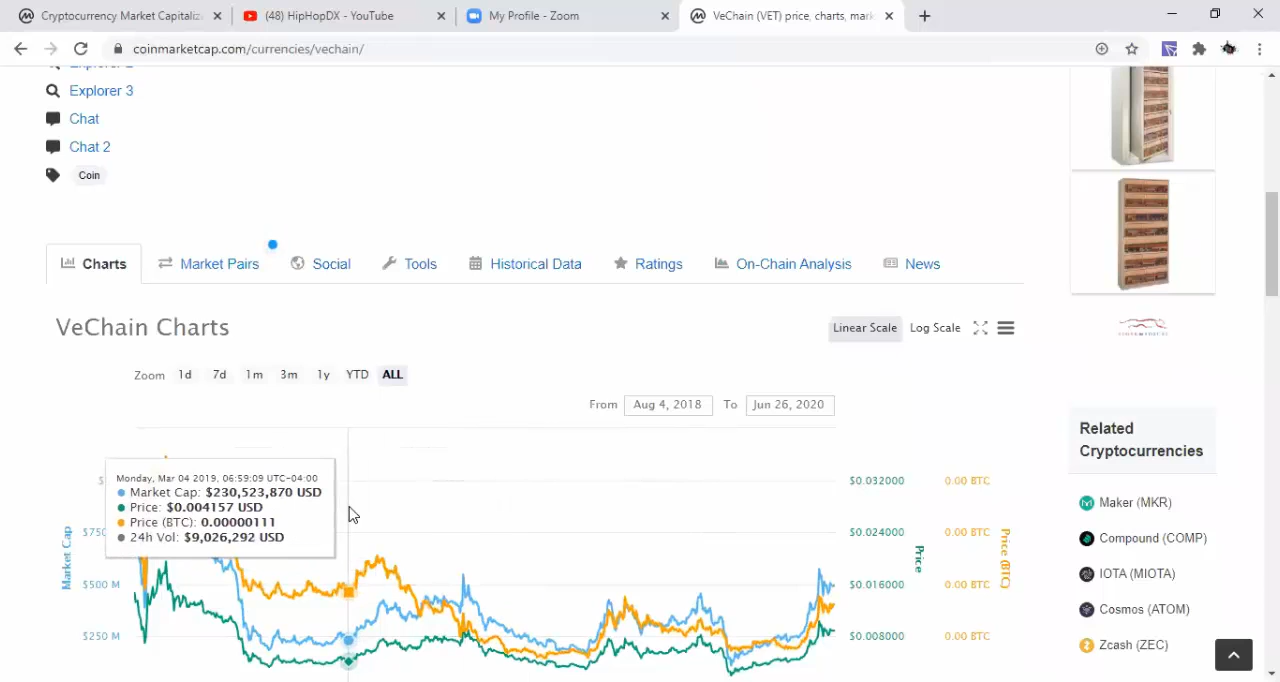 Cryptocurrency Market Capitaliz
(48) HipHopDX - YouTube
My Profile - Zoom
VeChain (VET) price, charts, mark
coinmarketcap.com/currencies/vechain/
Explorer 3
Chat
Chat 2
Coin
Charts
Market Pairs
Social
Tools
Historical Data
Ratings
On-Chain Analysis
News
VeChain Charts
Linear Scale
Log Scale
Zoom 1d 7d 1m 3m 1y YTD ALL
From Aug 4, 2018 To Jun 26, 2020
Monday, Mar 04 2019, 06:59:09 UTC-04:00
Market Cap: $230,523,870 USD
Price: $0.004157 USD
Price (BTC): 0.00000111
24h Vol: $9,026,292 USD
Market Cap
$500 M
$250 M
$0.032000
$0.024000
$0.016000
$0.008000
Price
0.00 BTC
0.00 BTC
0.00 BTC
0.00 BTC
Price (BTC)
Related
Cryptocurrencies
Maker (MKR)
Compound (COMP)
IOTA (MIOTA)
Cosmos (ATOM)
Zcash (ZEC)